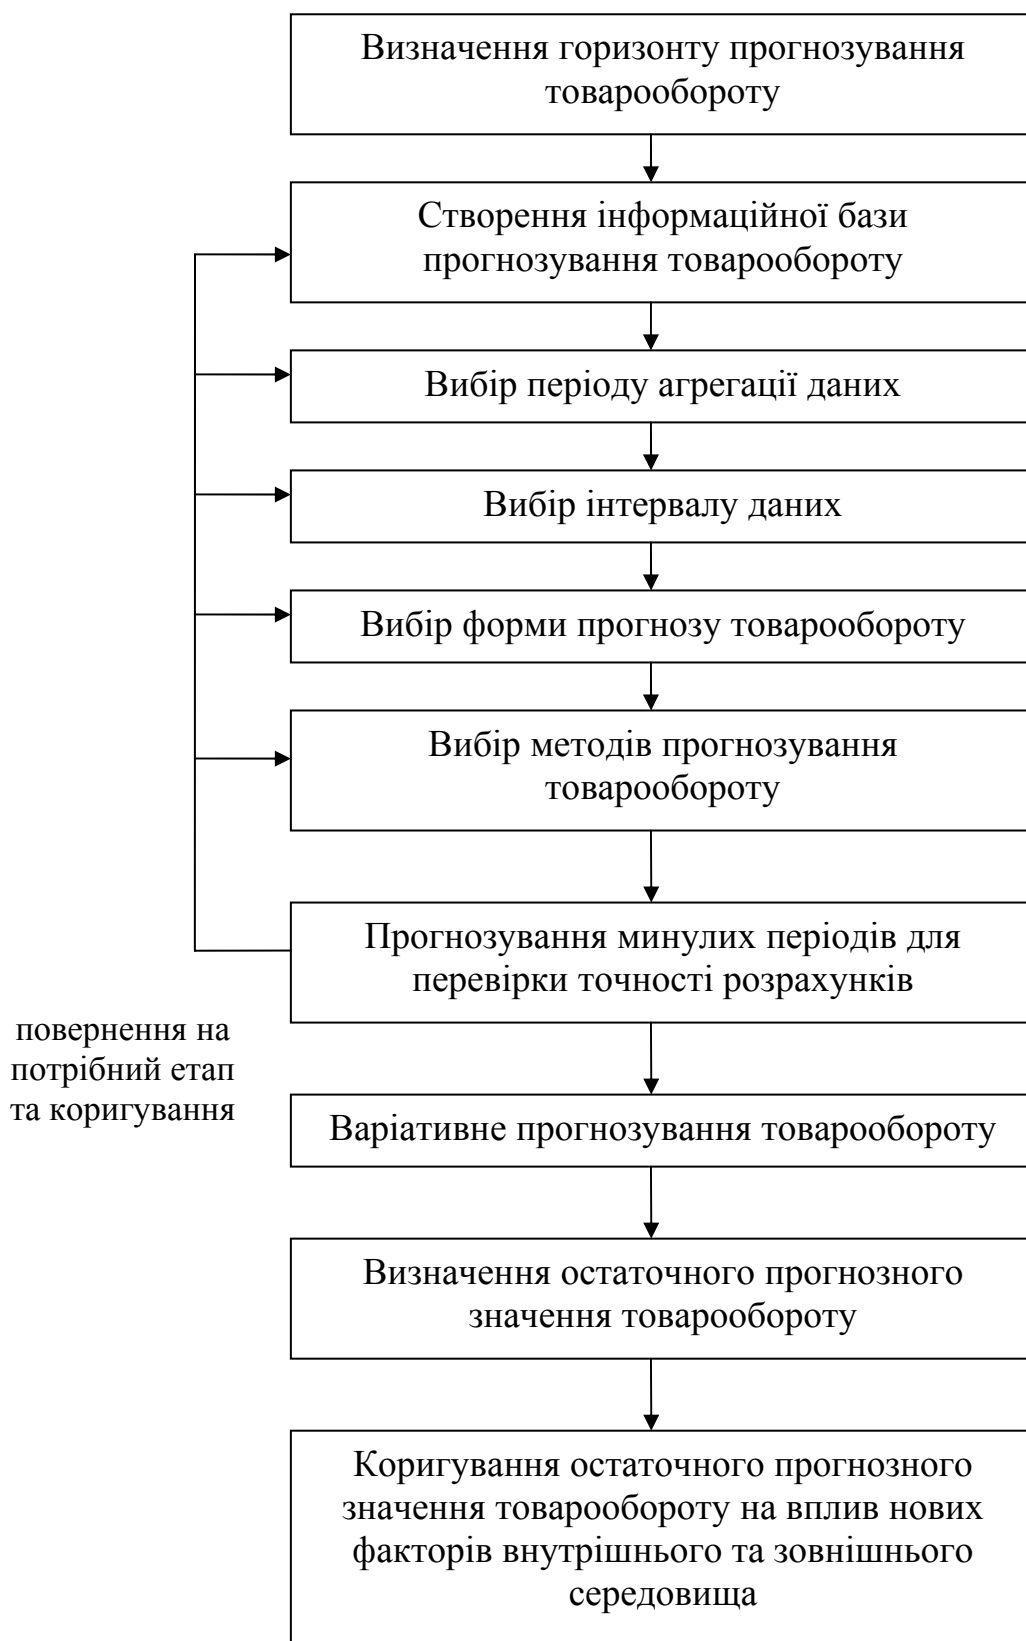 Визначення горизонту прогнозування
товарообороту
Створення інформаційної бази
прогнозування товарообороту
Вибір періоду агрегації даних
Вибір інтервалу даних
Вибір форми прогнозу товарообороту
Вибір методів прогнозування
товарообороту
Прогнозування минулих періодів для
перевірки точності розрахунків
повернення на
потрібний етап
та коригування
Варіативне прогнозування товарообороту
Визначення остаточного прогнозного
значення товарообороту
Коригування остаточного прогнозного
значення товарообороту на вплив нових
факторів внутрішнього та зовнішнього
середовища